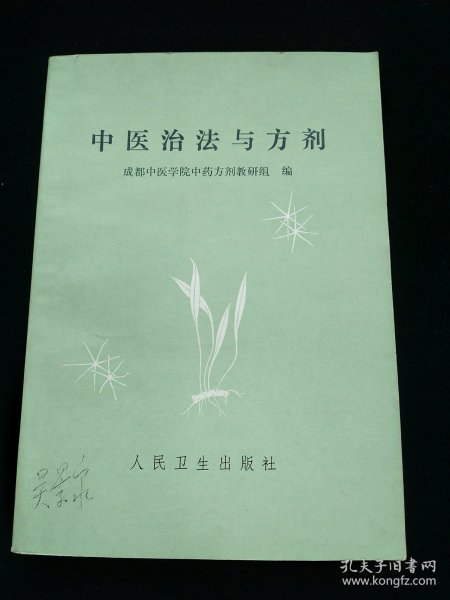 中医治法与方剂
成都中医学院中药方剂教研组 编
人民卫生出版社
孔夫子旧书网
www.kongfz.com